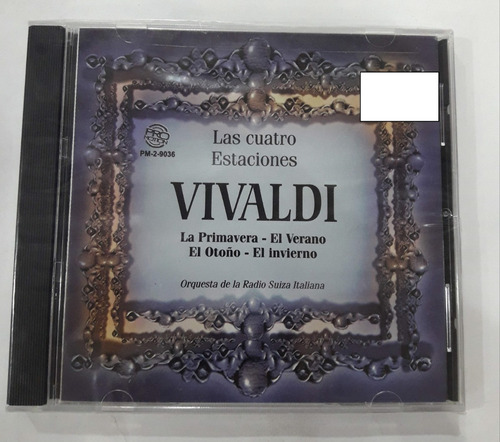 PM-2-9036
Las cuatro
Estaciones
VIVALDI
La Primavera - El Verano
El Otoño - El invierno
Orquesta de la Radio Suiza Italiana